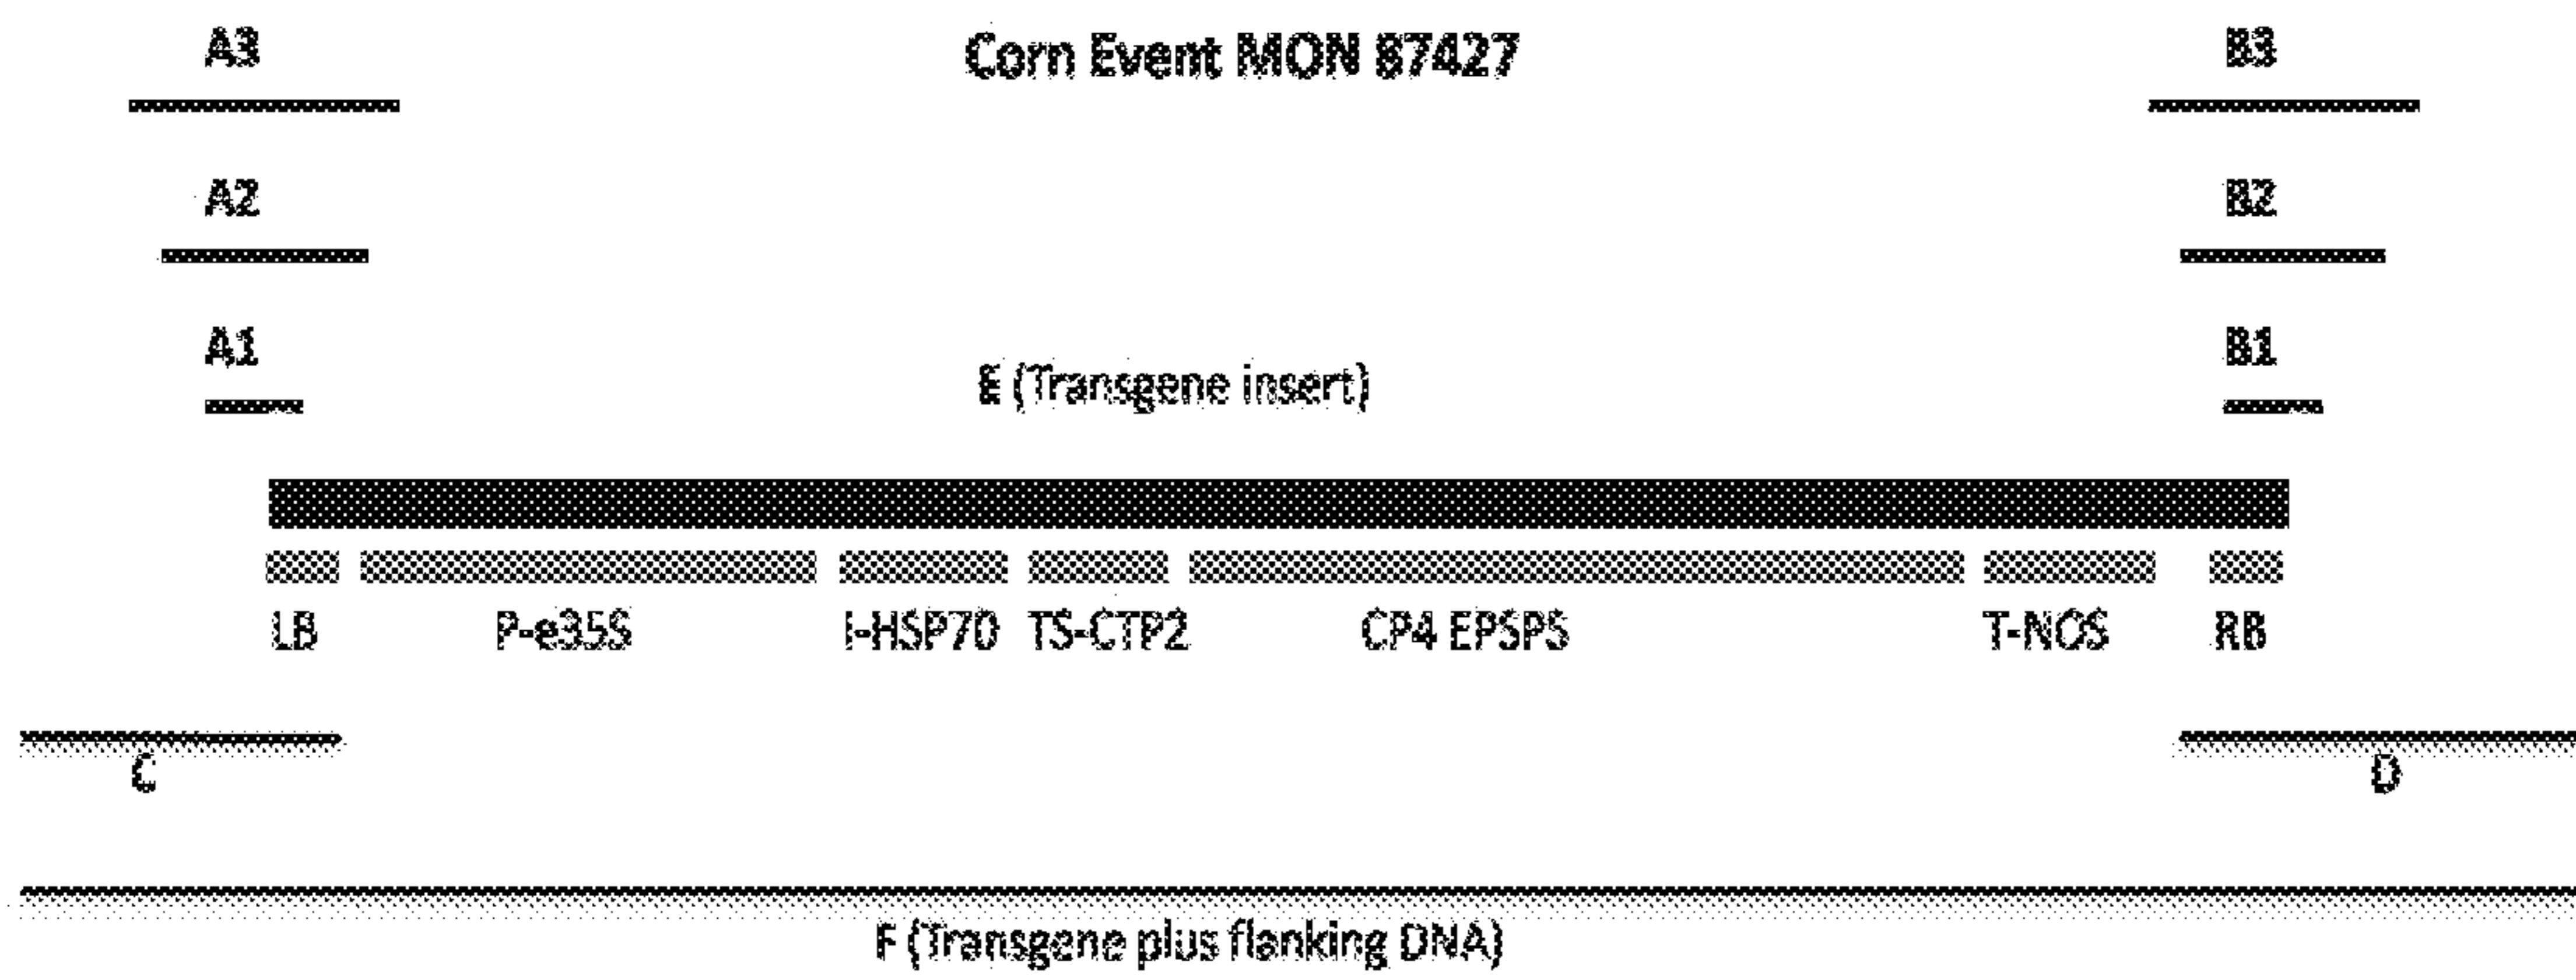 A3 Corn Event MON 87427 B3
A2 B2
A1 B1
E (Transgene insert)
LB P-e35S I-HSP70 TS-CTP2 CP4 EPSPS T-NOS RB
C D
F (Transgene plus flanking DNA)